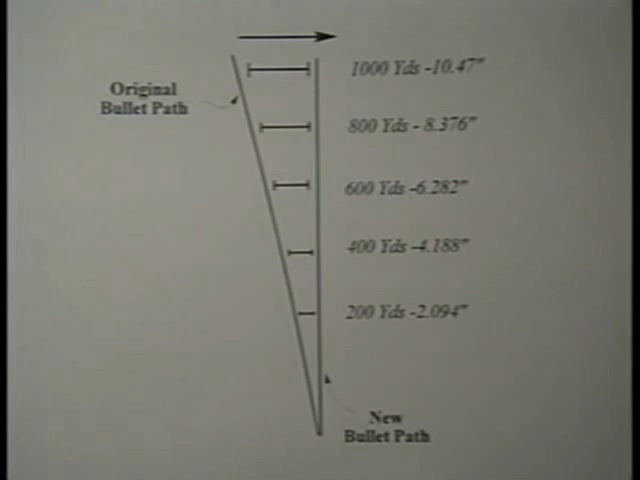 1000 Yds -10.47"
Original
Bullet Path
800 Yds - 8.376"
600 Yds -6.282"
400 Yds -4.188"
200 Yds -2.094"
New
Bullet Path